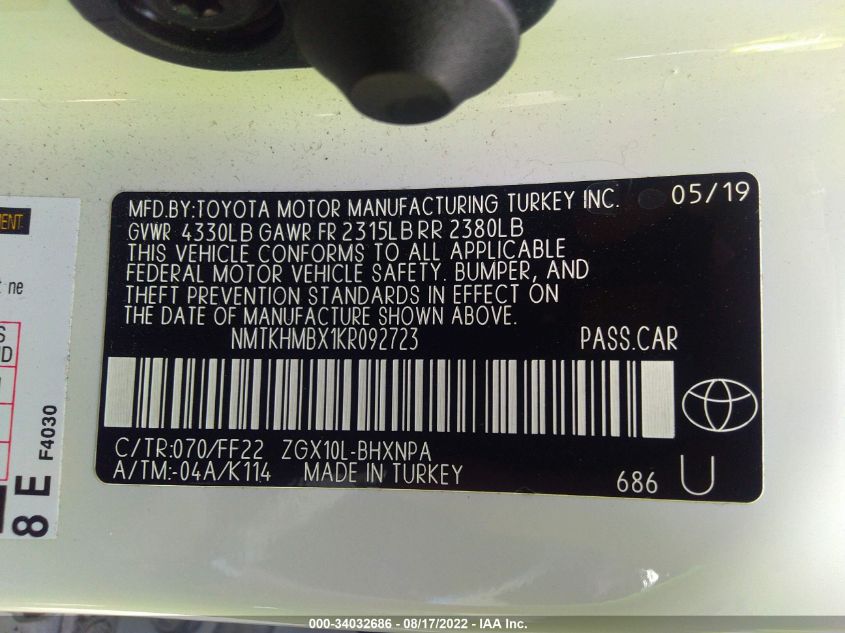 MFD.BY:TOYOTA MOTOR MANUFACTURING TURKEY INC. 05/19
GVWR 4330LB GAWR FR 2315LB RR 2380LB
THIS VEHICLE CONFORMS TO ALL APPLICABLE
FEDERAL MOTOR VEHICLE SAFETY. BUMPER, AND
THEFT PREVENTION STANDARDS IN EFFECT ON
THE DATE OF MANUFACTURE SHOWN ABOVE.
NMTKHMBX1KR092723 PASS.CAR
C/TR:070/FF22 ZGX10L-BHXNPA
A/TM:-04A/K114 MADE IN TURKEY
686 U
ne
8 E F4030
000-34032686 - 08/17/2022 - IAA Inc.